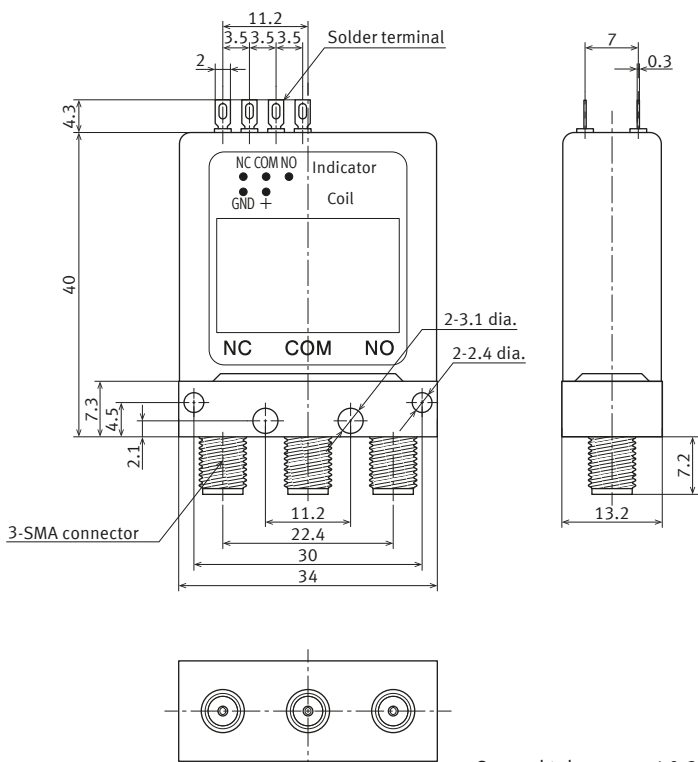 11.2
3.5 3.5 3.5
Solder terminal
2
4.3
7
0.3
NC COM NO Indicator
GND + Coil
40
NC COM NO
2-3.1 dia.
2-2.4 dia.
7.3
4.5
2.1
7.2
3-SMA connector
11.2
22.4
30
34
13.2